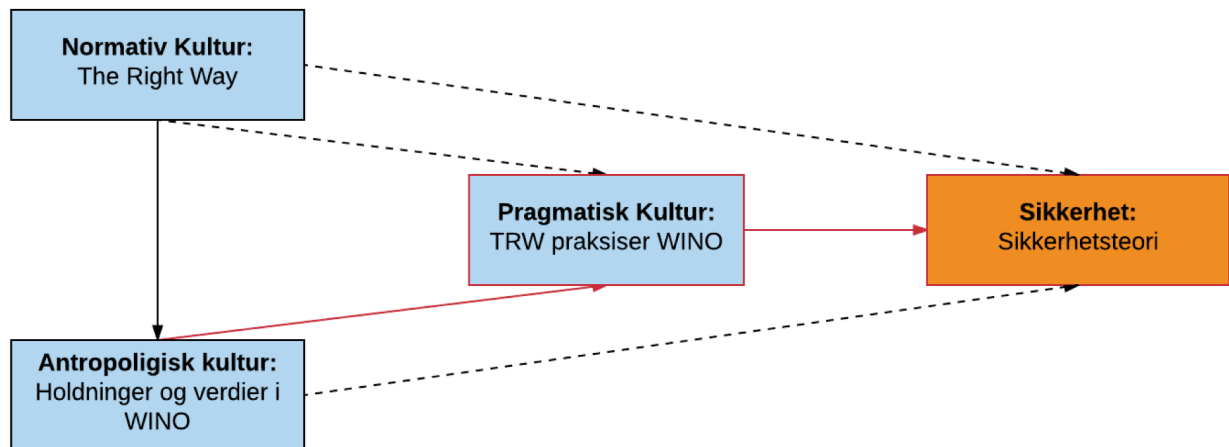 Normativ Kultur:
The Right Way
Pragmatisk Kultur:
TRW praksiser WINO
Sikkerhet:
Sikkerhetsteori
Antropoligisk kultur:
Holdninger og verdier i
WINO